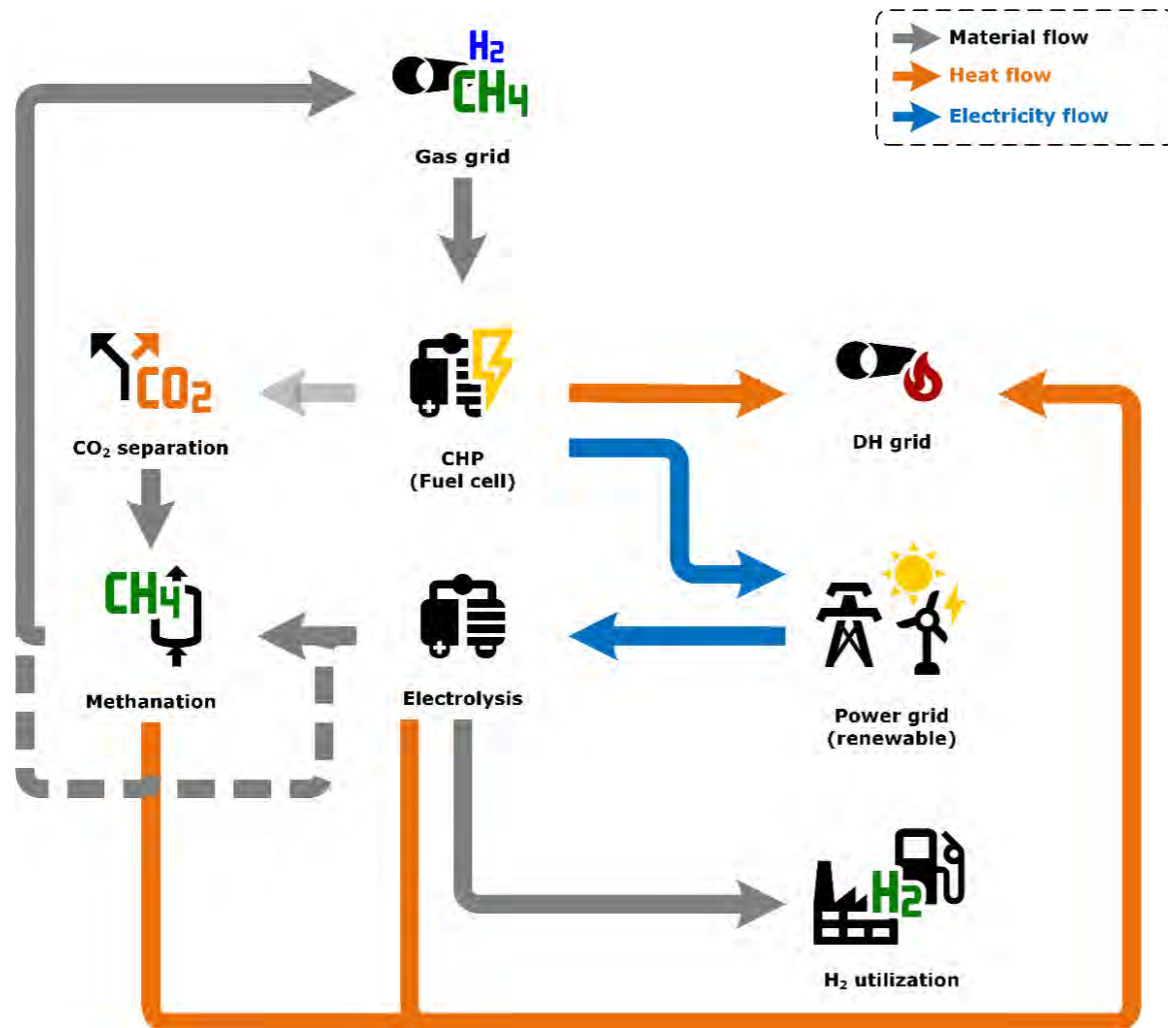 H2
CH4
Gas grid
Material flow
Heat flow
Electricity flow
CO2
CO₂ separation
CHP
(Fuel cell)
DH grid
CH4
Methanation
Electrolysis
Power grid
(renewable)
H2
H₂ utilization